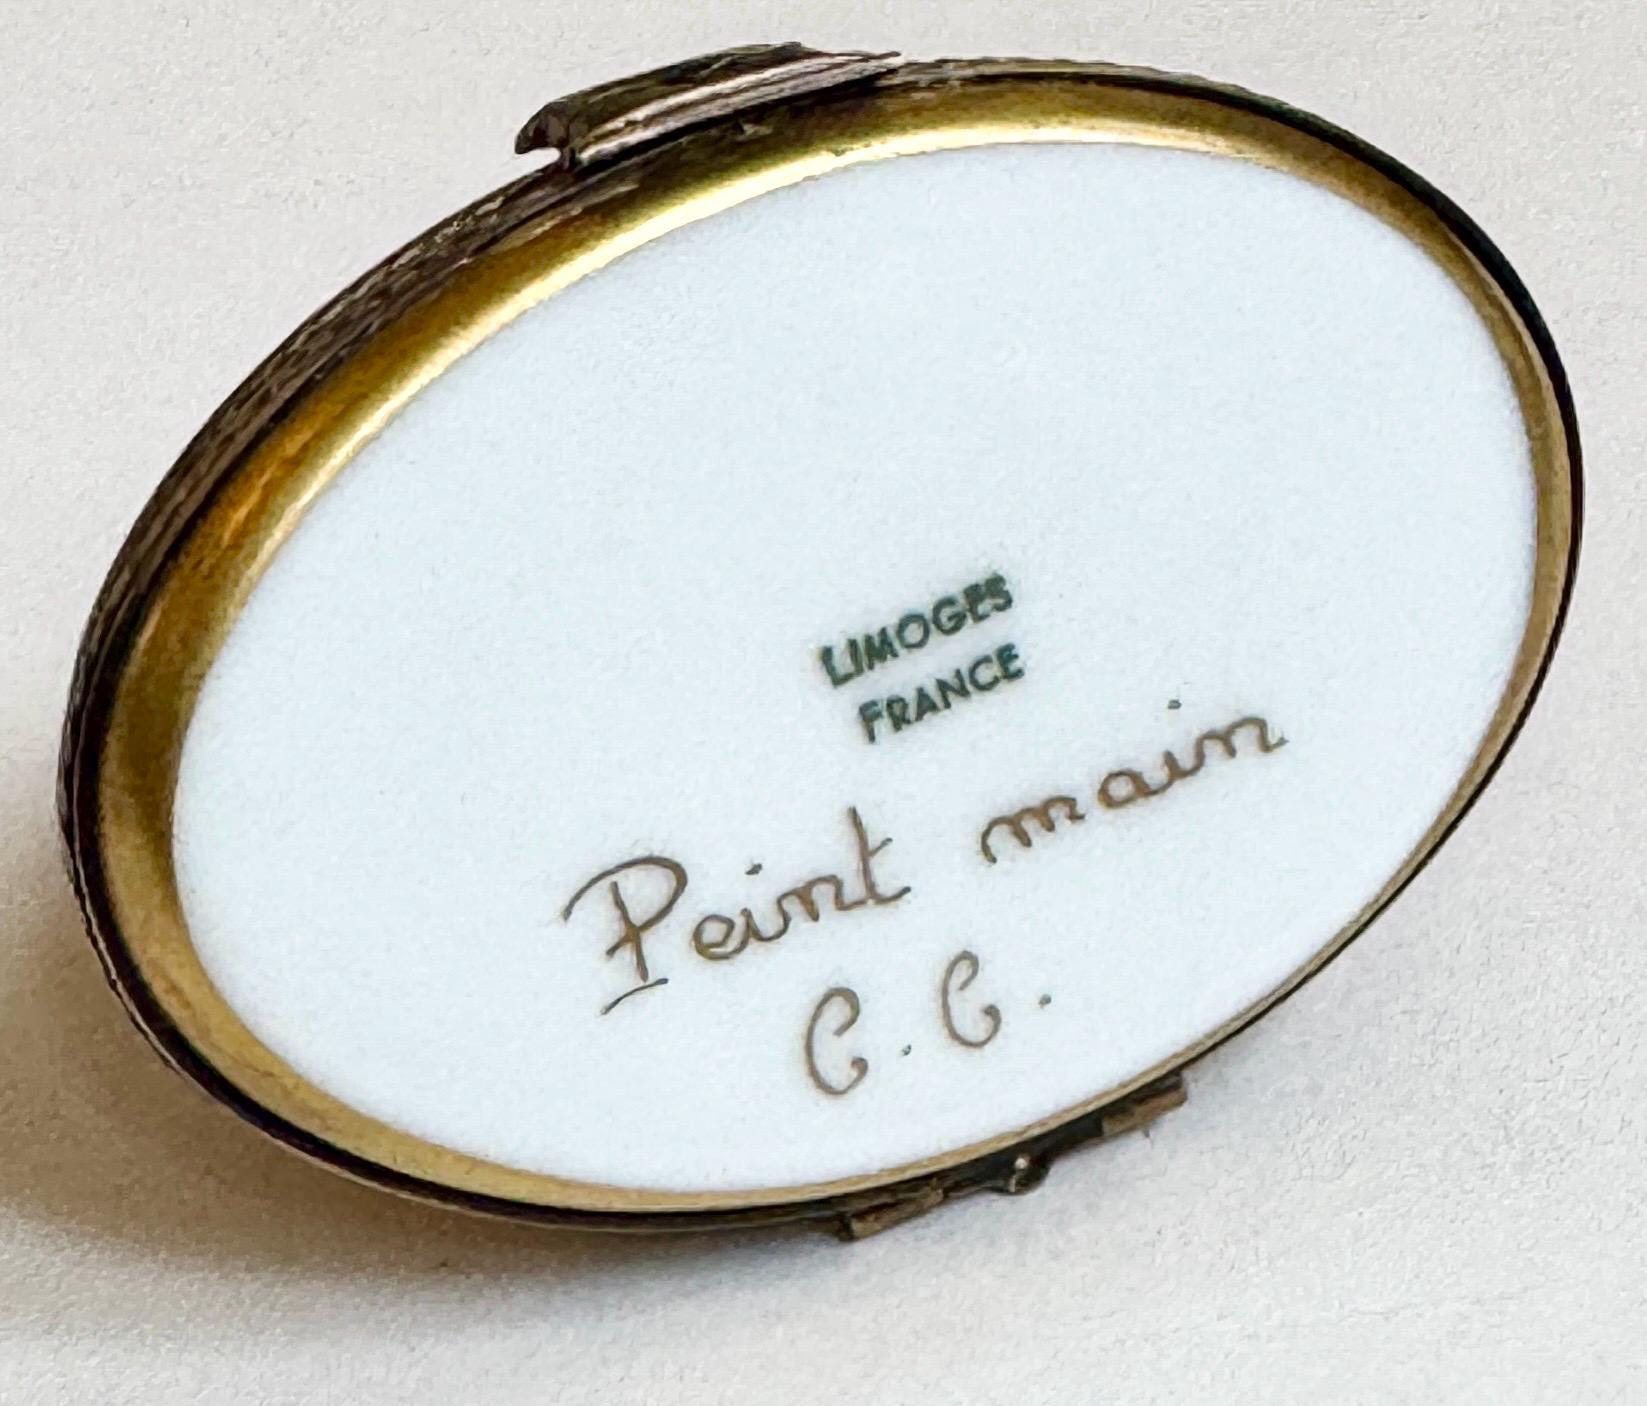 LIMOGES
FRANCE
Peint main
C. C.